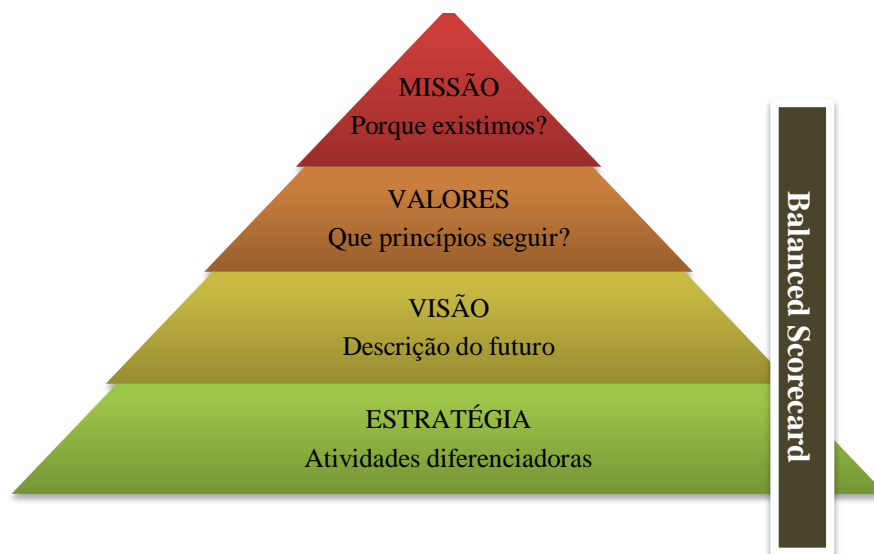 MISSÃO
Porque existimos?
VALORES
Que princípios seguir?
VISÃO
Descrição do futuro
ESTRATÉGIA
Atividades diferenciadoras
Balanced Scorecard